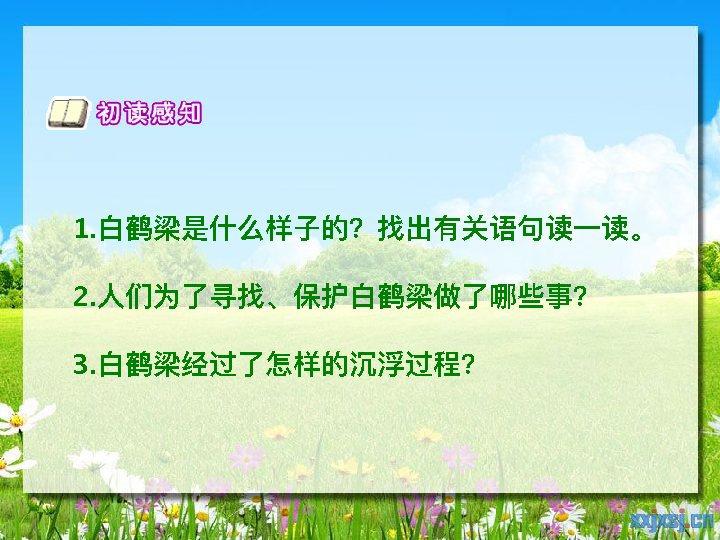 初读感知
1.白鹤梁是什么样子的？找出有关语句读一读。
2.人们为了寻找、保护白鹤梁做了哪些事？
3.白鹤梁经过了怎样的沉浮过程？
xxjxsj.cn